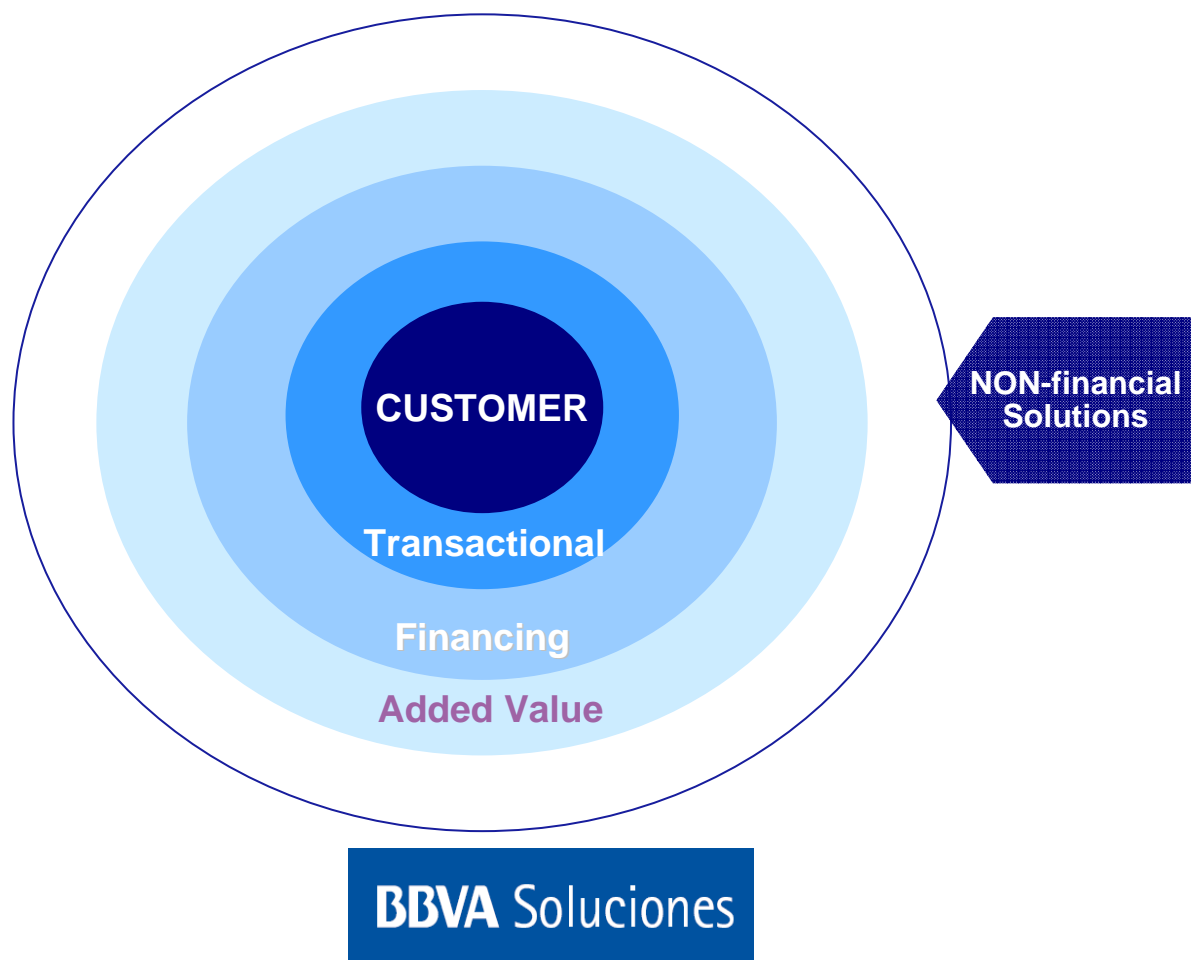 CUSTOMER
NON-financial
Solutions
Transactional
Financing
Added Value
BBVA Soluciones